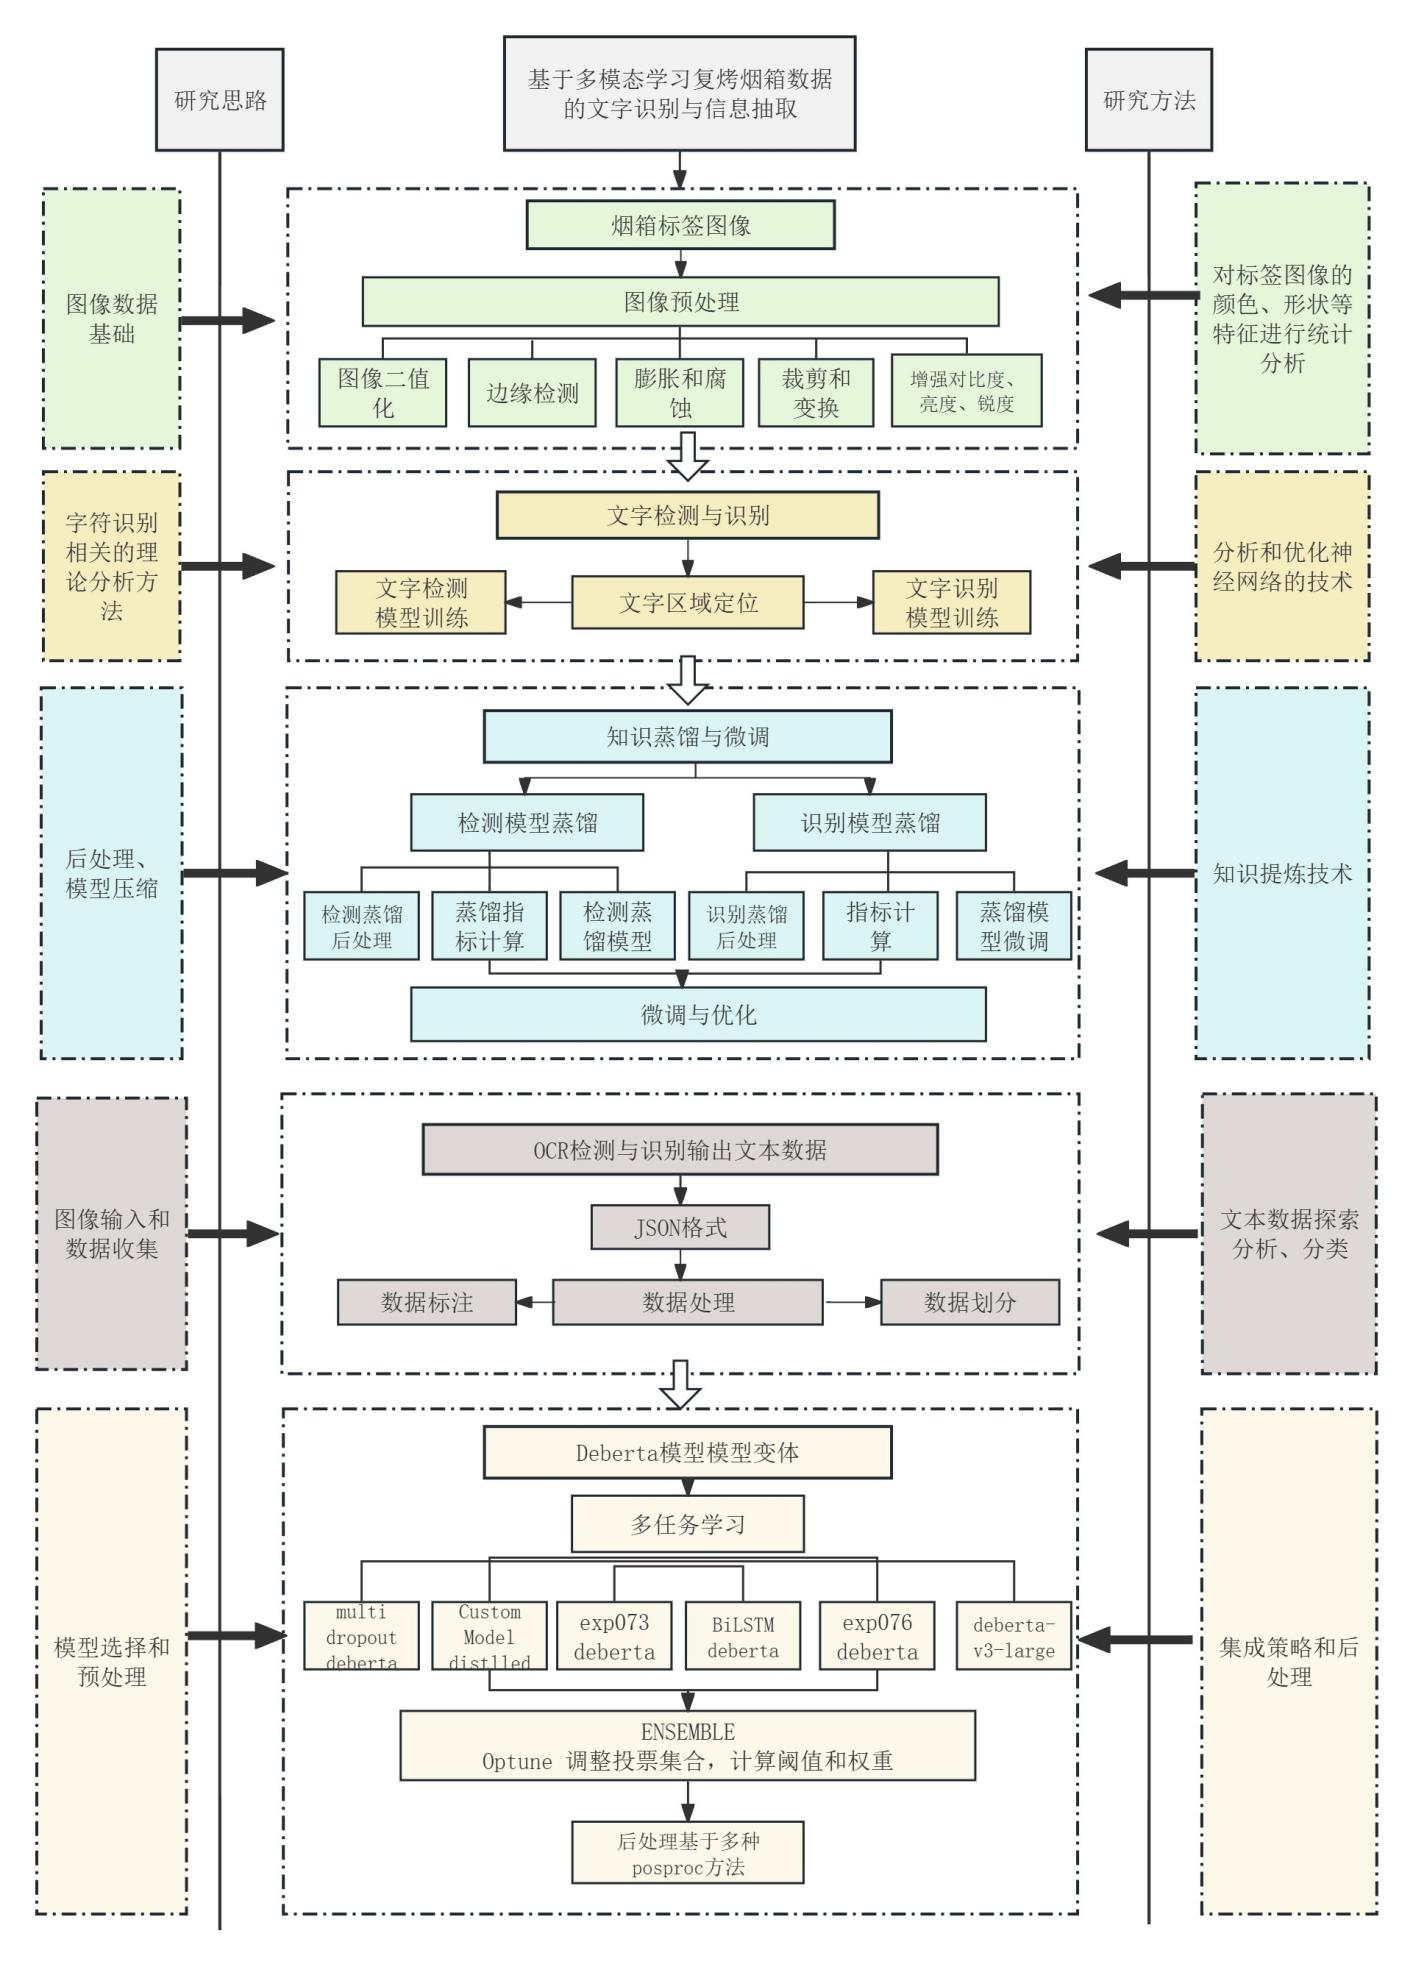 研究思路
基于多模态学习复烤烟箱数据
的文字识别与信息抽取
研究方法
图像数据
基础
烟箱标签图像
图像预处理
图像二值
化
边缘检测
膨胀和腐
蚀
裁剪和
变换
增强对比度、
亮度、锐度
对标签图像的
颜色、形状等
特征进行统计
分析
字符识别
相关的理
论分析方
法
文字检测与识别
文字检测
模型训练
文字区域定位
文字识别
模型训练
分析和优化神
经网络的技术
后处理、
模型压缩
知识蒸馏与微调
检测模型蒸馏
识别模型蒸馏
检测蒸馏
后处理
蒸馏指
标计算
检测蒸
馏模型
识别蒸馏
后处理
指标计
算
蒸馏模
型微调
微调与优化
知识提炼技术
图像输入和
数据收集
OCR检测与识别输出文本数据
JSON格式
数据标注
数据处理
数据划分
文本数据探索
分析、分类
模型选择和
预处理
Deberta模型模型变体
多任务学习
multi
dropout
deberta
Custom
Model
distlled
exp073
deberta
BiLSTM
deberta
exp076
deberta
deberta-
v3-large
ENSEMBLE
Optune 调整投票集合，计算阈值和权重
后处理基于多种
posproc方法
集成策略和后
处理